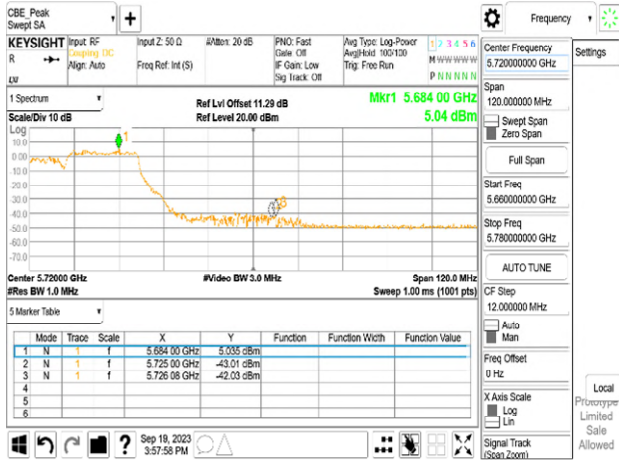 CBE_Peak
Swept SA
+
Frequency
KEYSIGHT
R
Input: RF
Coupling: DC
Align: Auto
Input Z: 50 Ω
Freq Ref: Int (S)
#Atten: 20 dB
PNO: Fast
Gate: Off
IF Gain: Low
Sig Track: Off
Avg Type: Log-Power
Avg|Hold: 100/100
Trig: Free Run
1 2 3 4 5 6
M W W W W W
P N N N N N
1 Spectrum
Scale/Div 10 dB
Log
Ref Lvl Offset 11.29 dB
Ref Level 20.00 dBm
Mkr1 5.684 00 GHz
5.04 dBm
1
10.0
0.00
-10.0
-20.0
-30.0
-40.0
-50.0
-60.0
-70.0
Center 5.72000 GHz
#Res BW 1.0 MHz
#Video BW 3.0 MHz
Span 120.0 MHz
Sweep 1.00 ms (1001 pts)
5 Marker Table
Mode Trace Scale X Y Function Function Width Function Value
1 N 1 f 5.684 00 GHz 5.035 dBm
2 N 1 f 5.725 00 GHz -43.01 dBm
3 N 1 f 5.726 08 GHz -42.03 dBm
4
5
6
?
Sep 19, 2023
3:57:58 PM
Center Frequency
5.720000000 GHz
Span
120.000000 MHz
Swept Span
Zero Span
Full Span
Start Freq
5.660000000 GHz
Stop Freq
5.780000000 GHz
AUTO TUNE
CF Step
12.000000 MHz
Auto
Man
Freq Offset
0 Hz
X Axis Scale
Log
Lin
Signal Track
(Span Zoom)
Settings
Local
Prototype
Limited
Sale
Allowed